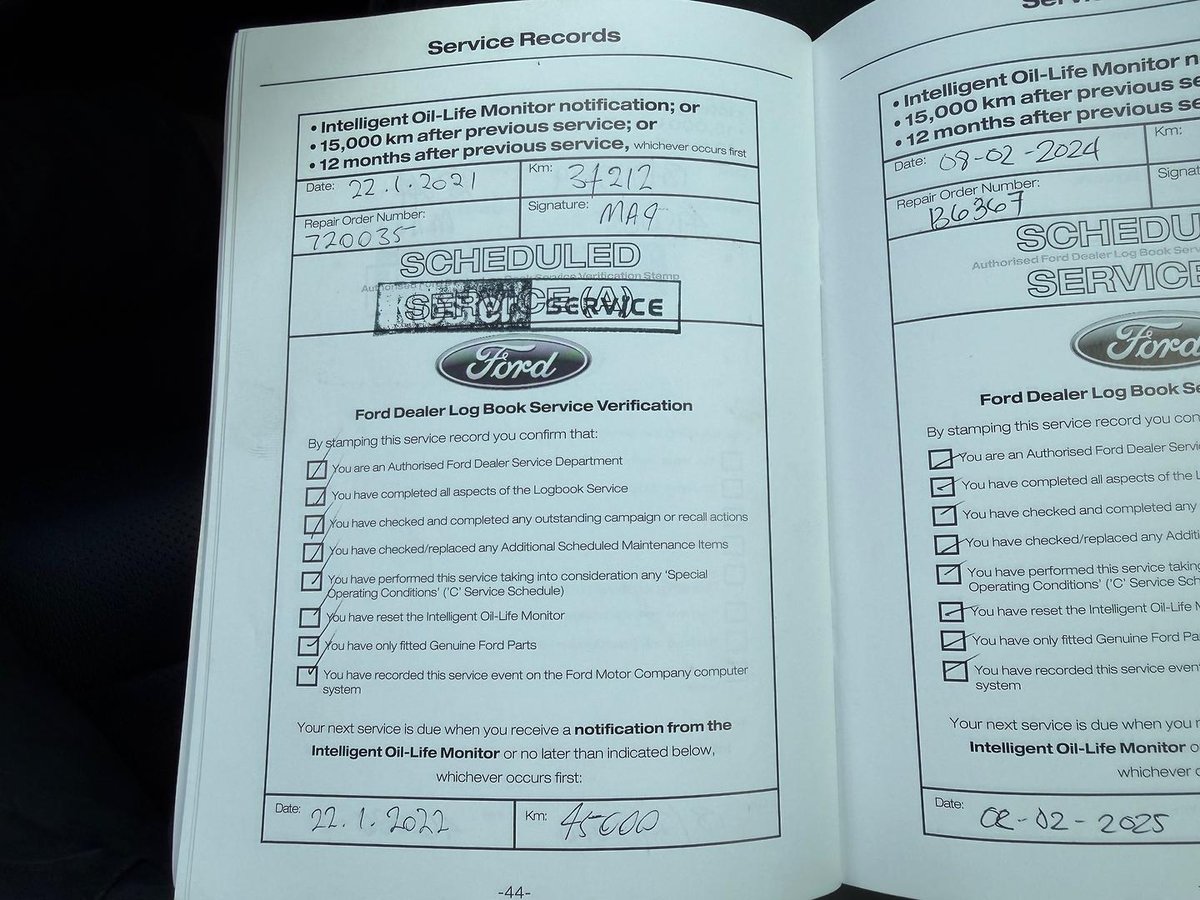 Service Records
• Intelligent Oil-Life Monitor notification; or
• 15,000 km after previous service; or
• 12 months after previous service, whichever occurs first
Date: 22.1.2021
Km: 37212
Repair Order Number:
720035
Signature:
SCHEDULED
Service Verification Stamp
SERVICE (A)
SERVICE
Ford
Ford Dealer Log Book Service Verification
By stamping this service record you confirm that:
You are an Authorised Ford Dealer Service Department
You have completed all aspects of the Logbook Service
You have checked and completed any outstanding campaign or recall actions
You have checked/replaced any Additional Scheduled Maintenance Items
You have performed this service taking into consideration any ‘Special
Operating Conditions’ (‘C’ Service Schedule)
You have reset the Intelligent Oil-Life Monitor
You have only fitted Genuine Ford Parts
You have recorded this service event on the Ford Motor Company computer
system
Your next service is due when you receive a notification from the
Intelligent Oil-Life Monitor or no later than indicated below,
whichever occurs first:
Date: 22.1.2022
Km: 45000
-44-
• Intelligent Oil-Life Monitor
• 15,000 km after previous
• 12 months after previous
Date: 08-02-2024
Km:
Repair Order Number:
136367
SCHEDU
Authorised Ford Dealer Log Book
SERVICE
Ford
Ford Dealer Log Book
By stamping this service record you
You are an Authorised Ford Dealer
You have completed all aspects of the
You have checked and completed any
You have checked/replaced any
You have performed this service taking
Operating Conditions’ (‘C’ Service
You have reset the Intelligent Oil-Life
You have only fitted Genuine Ford
You have recorded this service event
system
Your next service is due when you
Intelligent Oil-Life Monitor
whichever
Date: 02-02-2025